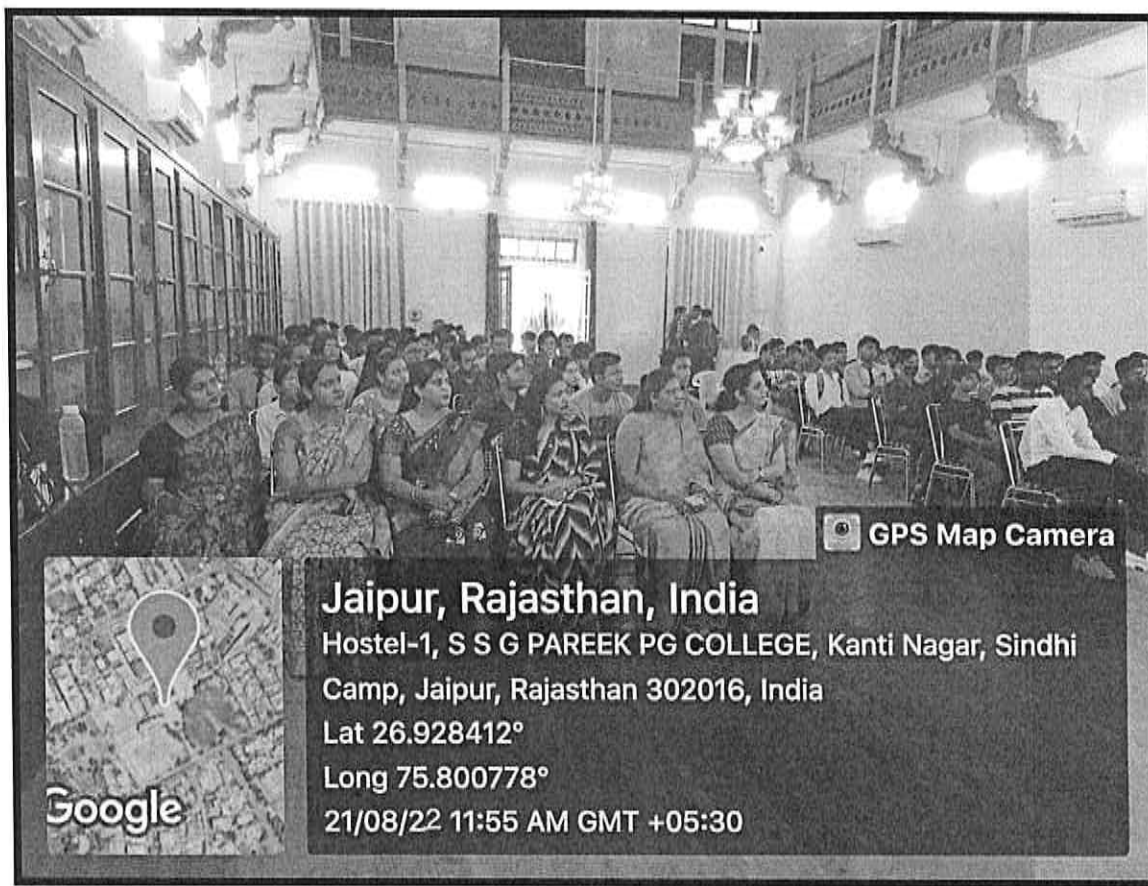 GPS Map Camera
Jaipur, Rajasthan, India
Hostel-1, S S G PAREEK PG COLLEGE, Kanti Nagar, Sindhi
Camp, Jaipur, Rajasthan 302016, India
Lat 26.928412°
Long 75.800778°
21/08/22 11:55 AM GMT +05:30
Google